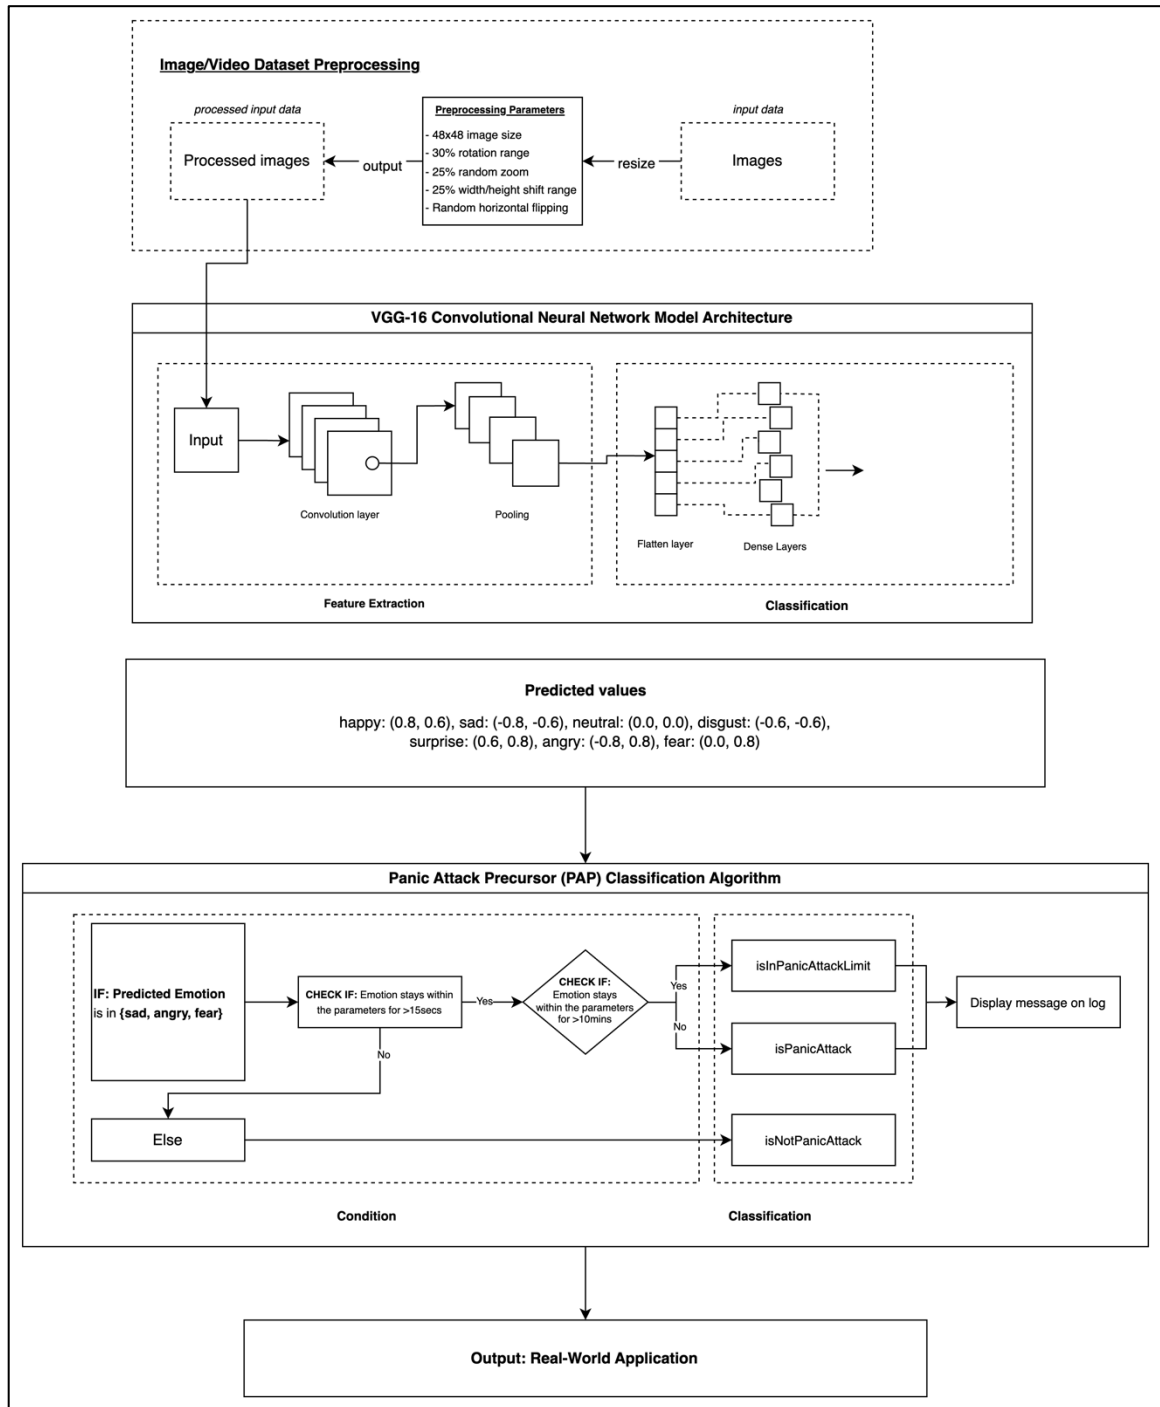 Image/Video Dataset Preprocessing
processed input data
Processed images
output
Preprocessing Parameters
- 48x48 image size
- 30% rotation range
- 25% random zoom
- 25% width/height shift range
- Random horizontal flipping
resize
input data
Images
VGG-16 Convolutional Neural Network Model Architecture
Input
Convolution layer
Pooling
Feature Extraction
Flatten layer
Dense Layers
Classification
Predicted values
happy: (0.8, 0.6), sad: (-0.8, -0.6), neutral: (0.0, 0.0), disgust: (-0.6, -0.6),
surprise: (0.6, 0.8), angry: (-0.8, 0.8), fear: (0.0, 0.8)
Panic Attack Precursor (PAP) Classification Algorithm
IF: Predicted Emotion
is in {sad, angry, fear}
CHECK IF: Emotion stays within
the parameters for >15secs
Yes
No
CHECK IF:
Emotion stays
within the parameters
for >10mins
Yes
No
isInPanicAttackLimit
isPanicAttack
Display message on log
Else
isNotPanicAttack
Condition
Classification
Output: Real-World Application